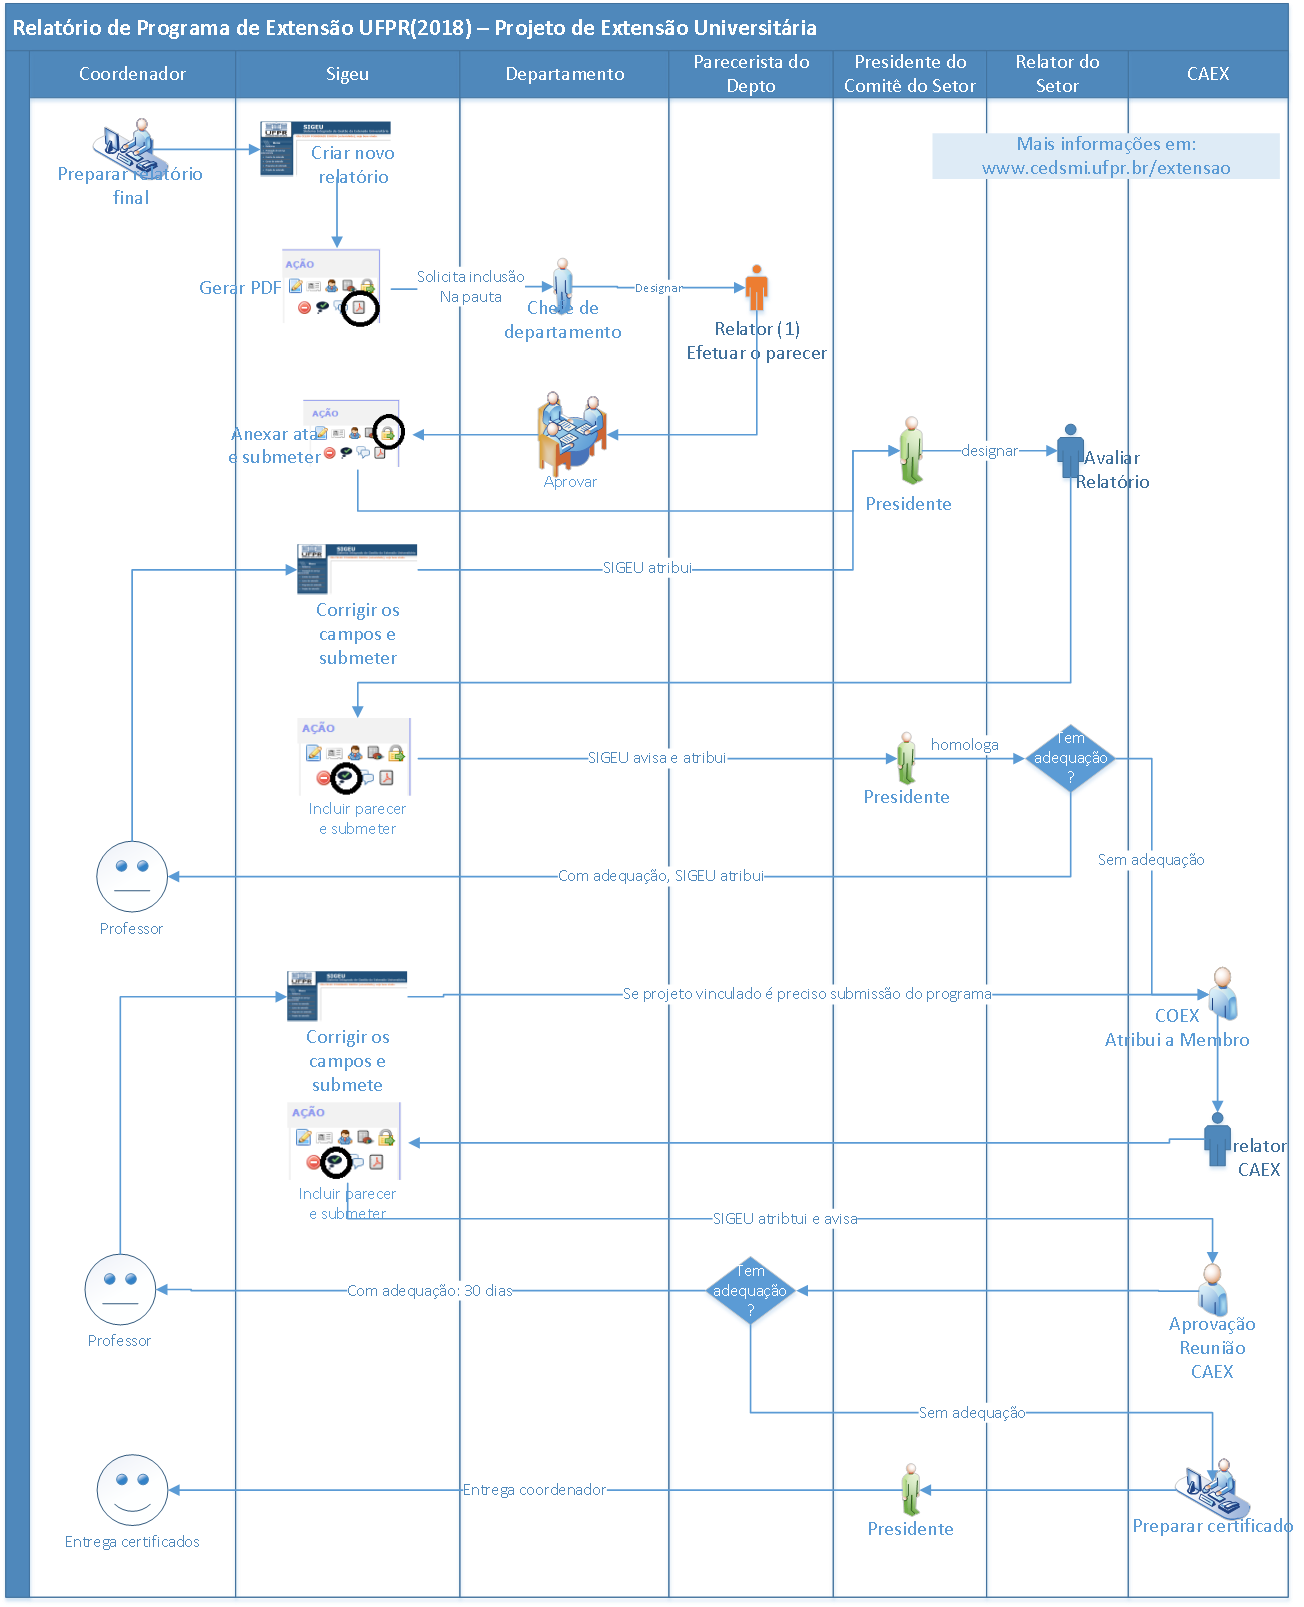 Relatório de Programa de Extensão UFPR(2018) – Projeto de Extensão Universitária
Coordenador
Sigeu
Departamento
Parecerista do
Depto
Presidente do
Comitê do Setor
Relator do
Setor
CAEX
Preparar relatório
final
UFPR
SIGEU
Criar novo
relatório
Mais informações em:
www.cedsmi.ufpr.br/extensao
AÇÃO
Gerar PDF
Solicita inclusão
Na pauta
Chefe de
departamento
Designar
Relator (1)
Efetuar o parecer
AÇÃO
Anexar ata
e submeter
Aprovar
Presidente
designar
Avaliar
Relatório
UFPR
SIGEU
SIGEU atribui
Corrigir os
campos e
submeter
AÇÃO
Incluir parecer
e submeter
SIGEU avisa e atribui
Presidente
homologa
Tem
adequação
?
Sem adequação
Com adequação, SIGEU atribui
Professor
UFPR
SIGEU
Se projeto vinculado é preciso submissão do programa
COEX
Atribui a Membro
Corrigir os
campos e
submete
AÇÃO
Incluir parecer
e submeter
relator
CAEX
SIGEU atribtui e avisa
Com adequação: 30 dias
Tem
adequação
?
Professor
Aprovação
Reunião
CAEX
Sem adequação
Entrega coordenador
Presidente
Preparar certificado
Entrega certificados